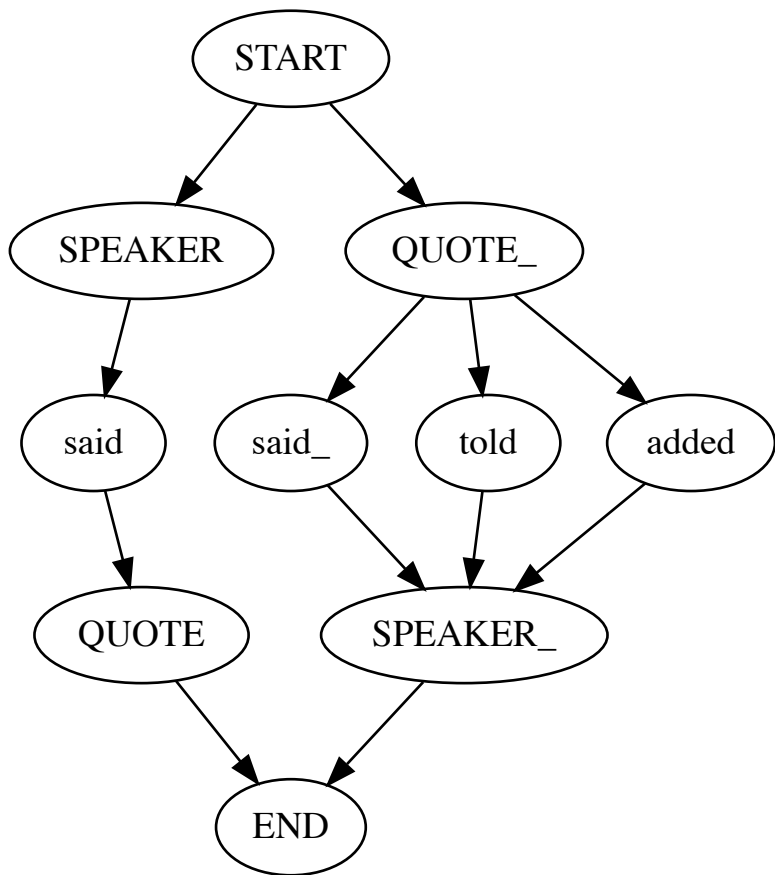 START
SPEAKER QUOTE_
said said_ told added
QUOTE SPEAKER_
END